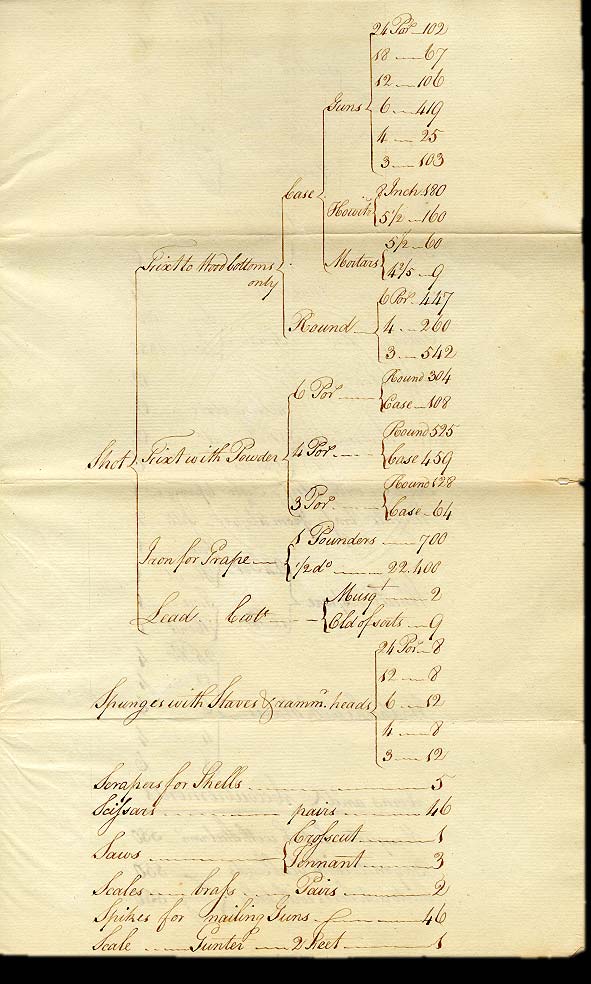 24 Pors. 102
18 — 67
12 — 106
Guns 6 — 419
4 — 25
3 — 103
Case 8 Inch 180
Howitz 5 1/2 — 160
5 1/2 — 60
Fixt to Wood bottoms Mortars 4 2/5 — 9
only
6 Por. 447
Round 4 — 260
3 — 542
6 Por. Round 304
Case — 108
Shot Fixt with Powder 4 Por. Round 525
Case 459
3 Por. Round 128
Case — 64
Iron for Grape 1 Pounders — 700
1/2 do — 22.400
Lead. Cwts Musqt 2
Old of sorts — 9
24 Pors. 8
12 — 8
Spunges with Staves & rammr. heads 6 — 12
4 — 8
3 — 12
Scrapers for Shells — 5
Scissars — pairs — 46
Saws — Crosscut — 1
Tennant — 3
Scales — brass — Pairs — 2
Spikes for nailing Guns — 46
Scale — Gunters — 2 Feet — 1